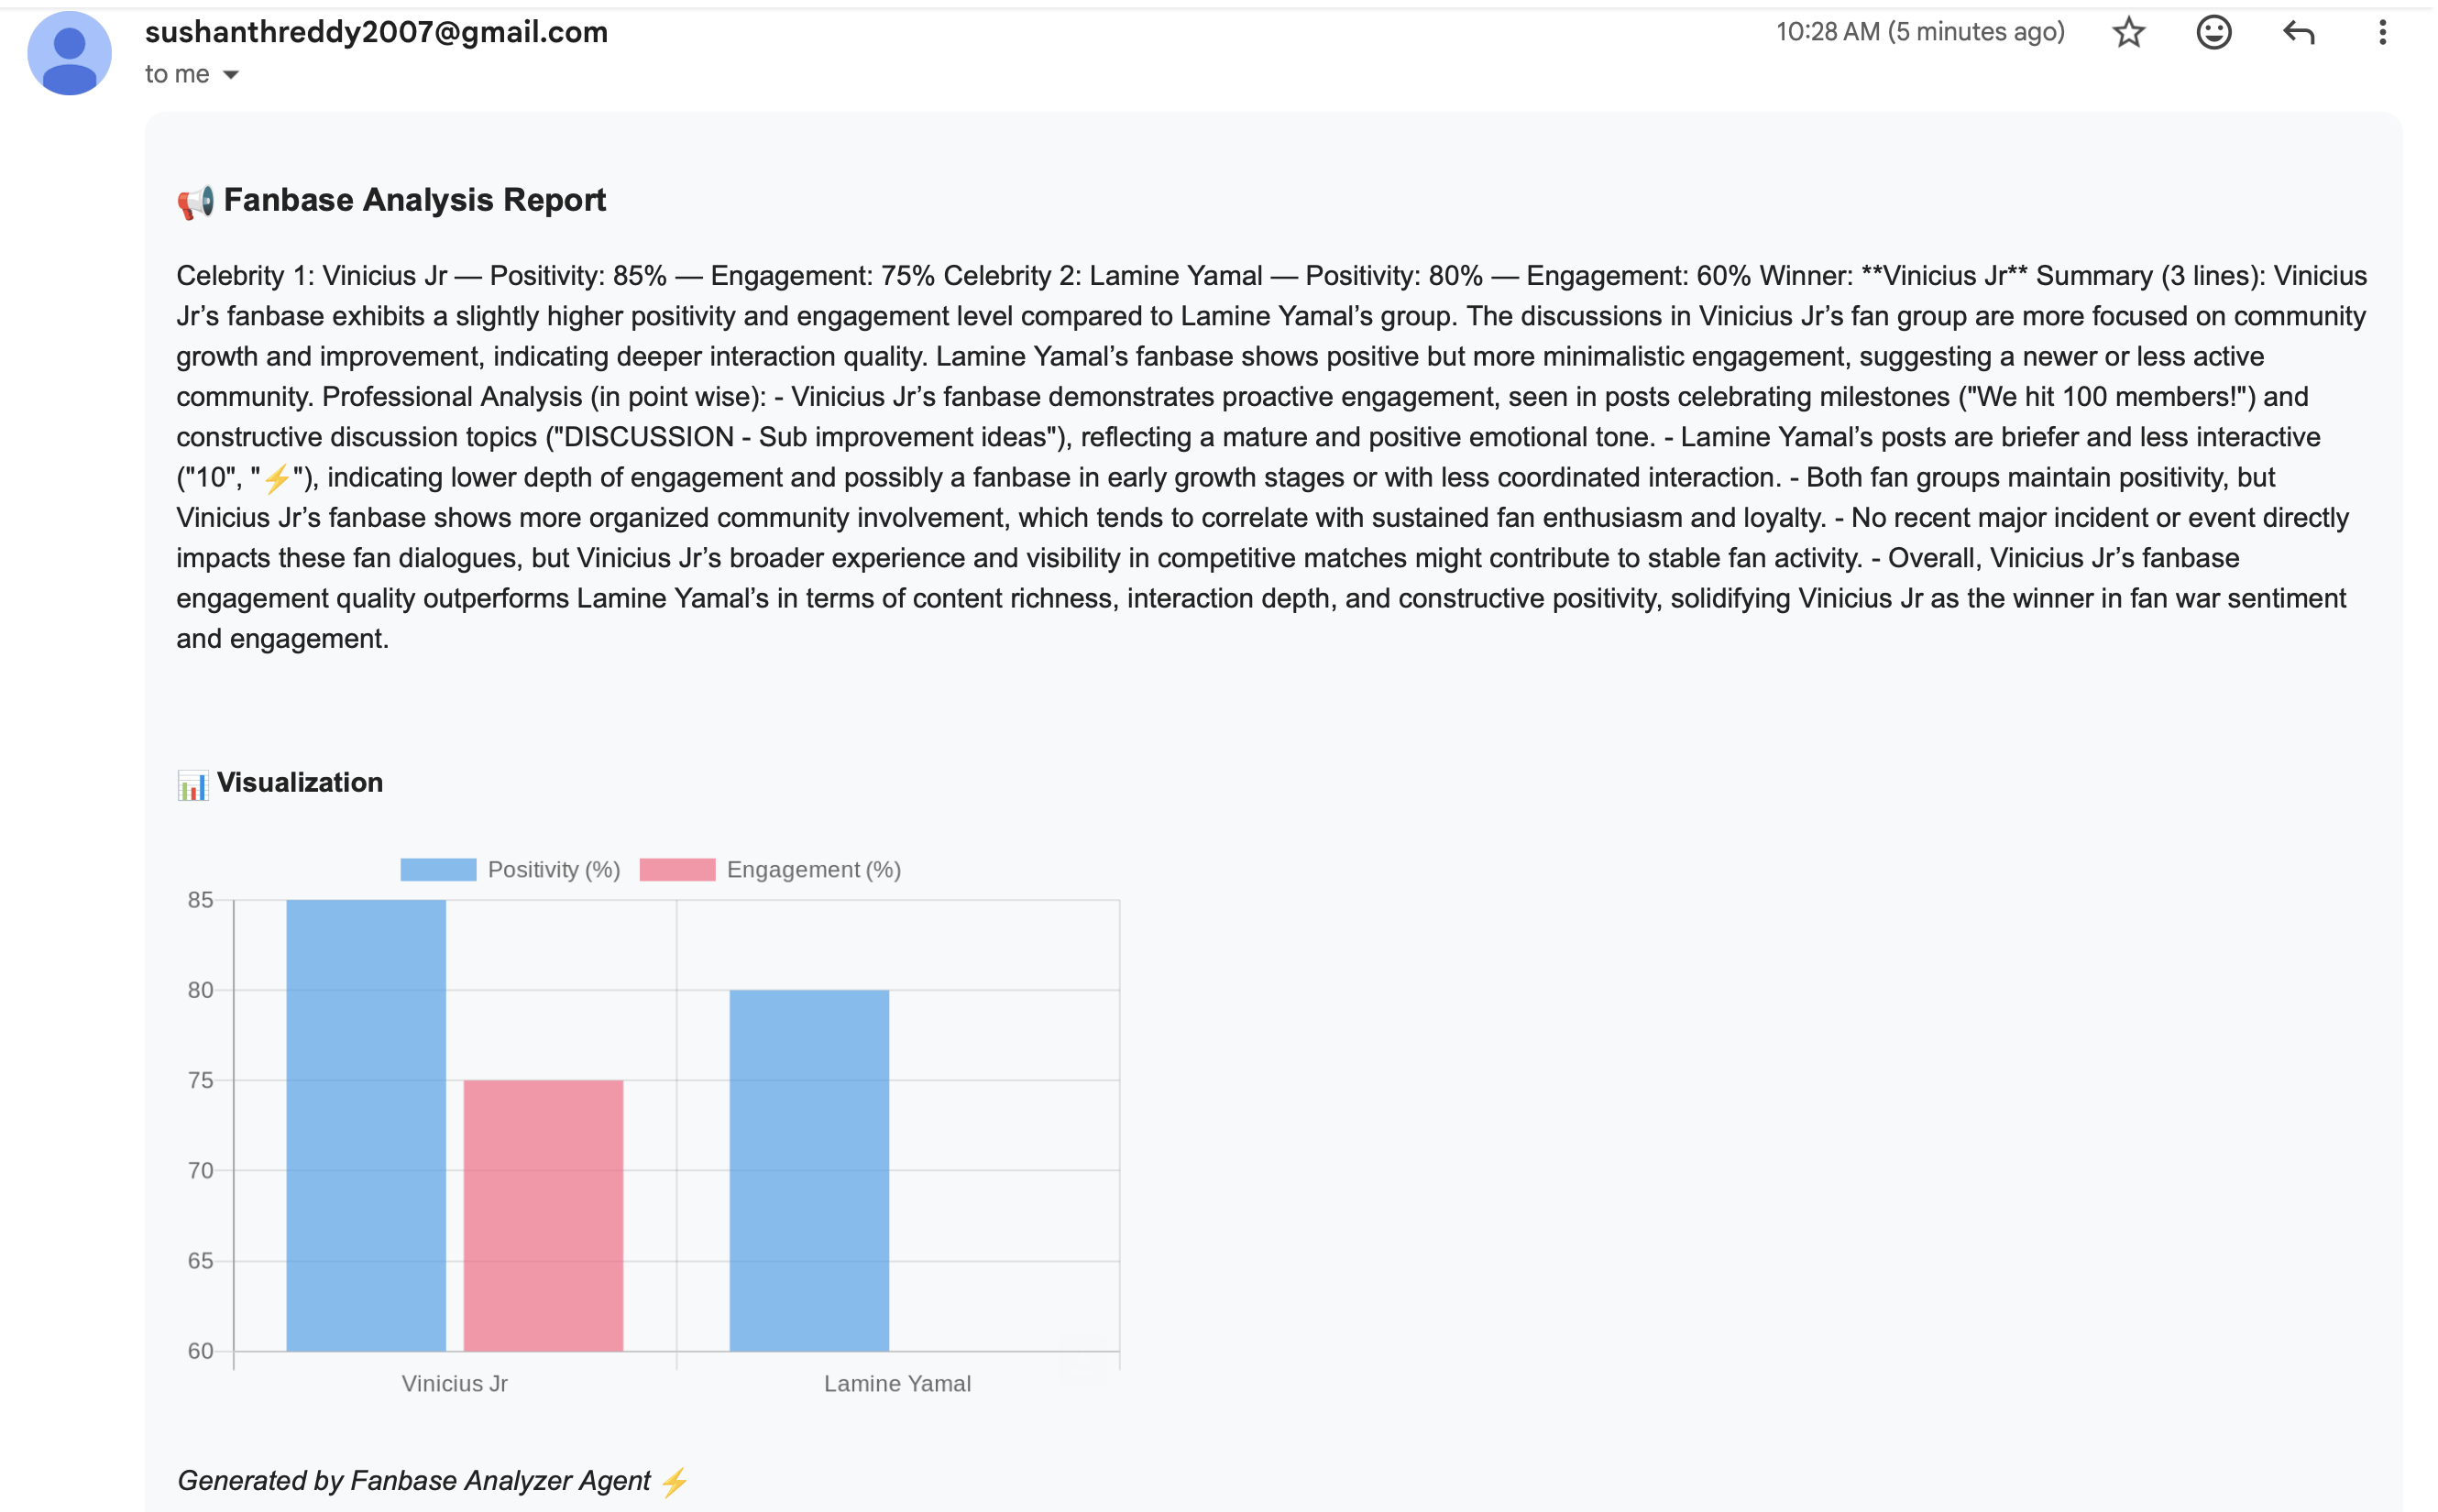 sushanthreddy2007@gmail.com
10:28 AM (5 minutes ago)
to me
📢 Fanbase Analysis Report
Celebrity 1: Vinicius Jr — Positivity: 85% — Engagement: 75% Celebrity 2: Lamine Yamal — Positivity: 80% — Engagement: 60% Winner: **Vinicius Jr** Summary (3 lines): Vinicius
Jr’s fanbase exhibits a slightly higher positivity and engagement level compared to Lamine Yamal’s group. The discussions in Vinicius Jr’s fan group are more focused on community
growth and improvement, indicating deeper interaction quality. Lamine Yamal’s fanbase shows positive but more minimalistic engagement, suggesting a newer or less active
community. Professional Analysis (in point wise): - Vinicius Jr’s fanbase demonstrates proactive engagement, seen in posts celebrating milestones ("We hit 100 members!") and
constructive discussion topics ("DISCUSSION - Sub improvement ideas"), reflecting a mature and positive emotional tone. - Lamine Yamal’s posts are briefer and less interactive
("10", "⚡"), indicating lower depth of engagement and possibly a fanbase in early growth stages or with less coordinated interaction. - Both fan groups maintain positivity, but
Vinicius Jr’s fanbase shows more organized community involvement, which tends to correlate with sustained fan enthusiasm and loyalty. - No recent major incident or event directly
impacts these fan dialogues, but Vinicius Jr’s broader experience and visibility in competitive matches might contribute to stable fan activity. - Overall, Vinicius Jr’s fanbase
engagement quality outperforms Lamine Yamal’s in terms of content richness, interaction depth, and constructive positivity, solidifying Vinicius Jr as the winner in fan war sentiment
and engagement.
📊 Visualization
Positivity (%) Engagement (%)
85
80
75
70
65
60
Vinicius Jr Lamine Yamal
Generated by Fanbase Analyzer Agent ⚡